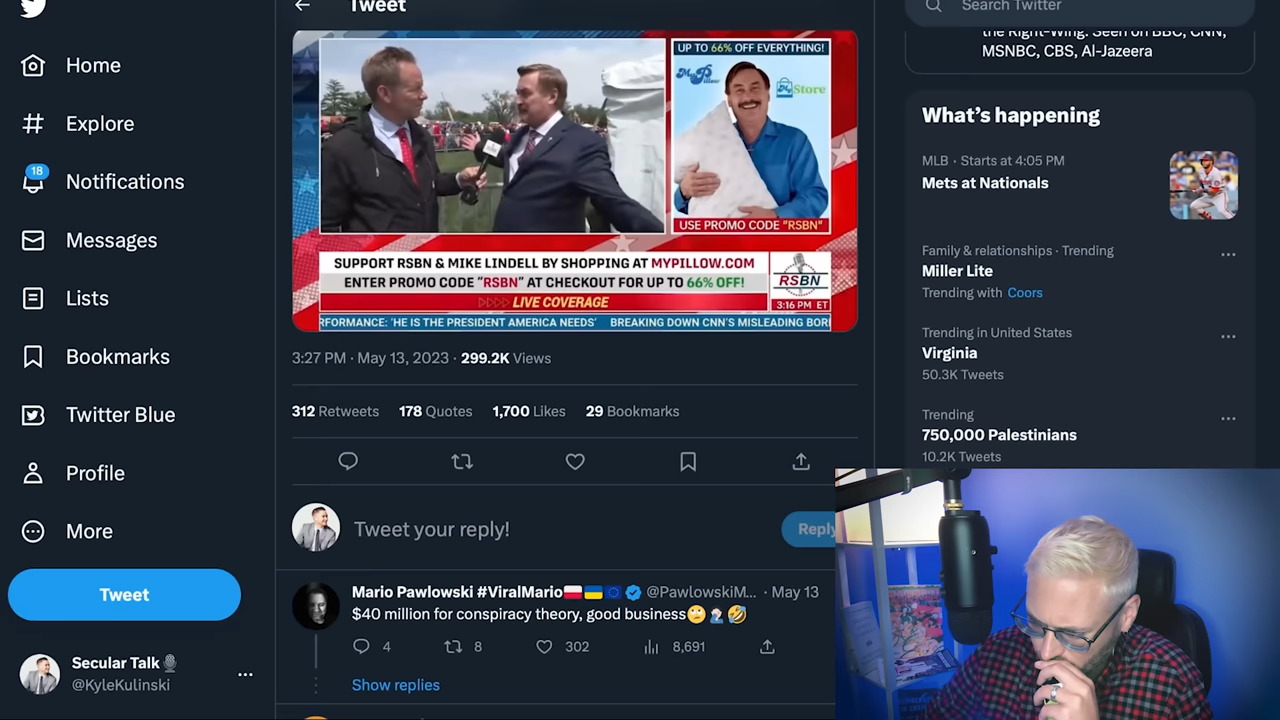 Tweet
Search Twitter
the Right-Wing. Seen on BBC, CNN,
MSNBC, CBS, Al-Jazeera
Home
Explore
18
Notifications
Messages
Lists
Bookmarks
Twitter Blue
Profile
More
Tweet
Secular Talk
@KyleKulinski
UP TO 66% OFF EVERYTHING!
MyPillow
MyStore
USE PROMO CODE "RSBN"
SUPPORT RSBN & MIKE LINDELL BY SHOPPING AT MYPILLOW.COM
ENTER PROMO CODE "RSBN" AT CHECKOUT FOR UP TO 66% OFF!
LIVE COVERAGE
RSBN
3:16 PM ET
RFORMANCE: 'HE IS THE PRESIDENT AMERICA NEEDS' BREAKING DOWN CNN'S MISLEADING BOR
3:27 PM · May 13, 2023 · 299.2K Views
312 Retweets 178 Quotes 1,700 Likes 29 Bookmarks
Tweet your reply!
Reply
Mario Pawlowski #ViralMario🇵🇱🇺🇦🇪🇺 @PawlowskiM... · May 13
$40 million for conspiracy theory, good business🙄🤦🤣
4 8 302 8,691
Show replies
What's happening
MLB · Starts at 4:05 PM
Mets at Nationals
Family & relationships · Trending
Miller Lite
Trending with Coors
Trending in United States
Virginia
50.3K Tweets
Trending
750,000 Palestinians
10.2K Tweets